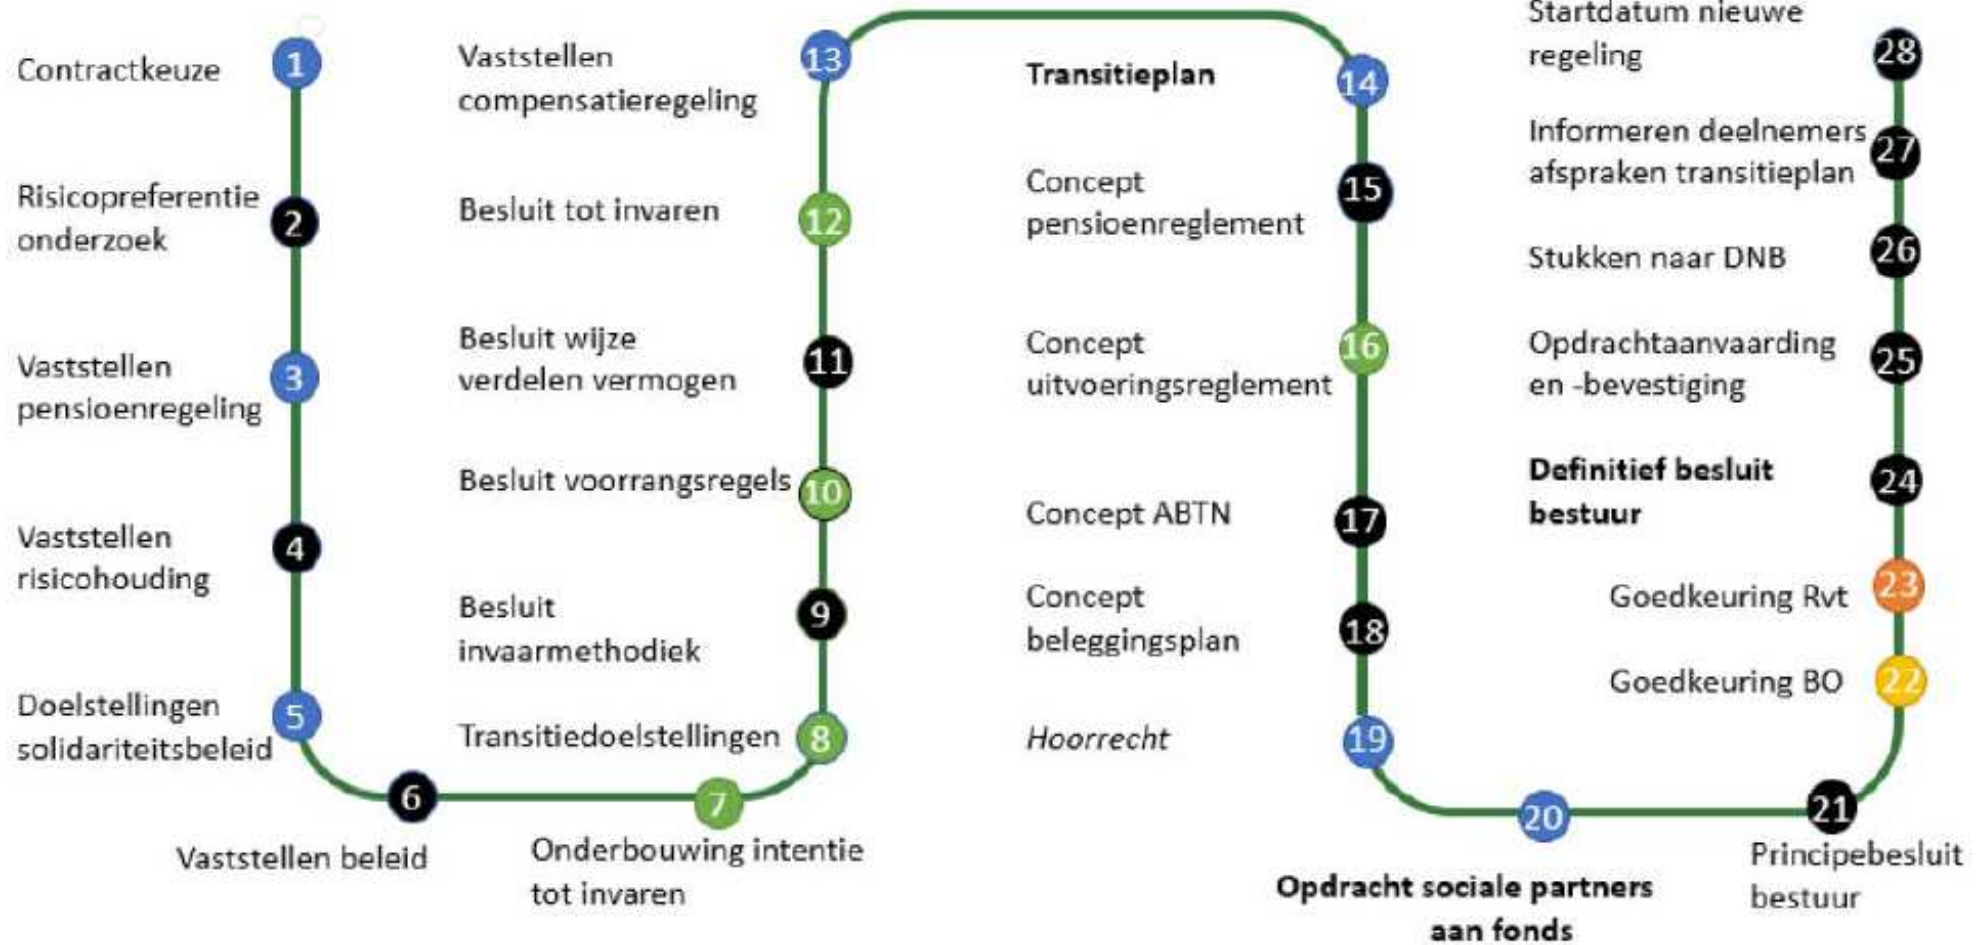 Contractkeuze
1
Risicopreferentie
onderzoek
2
Vaststellen
pensioenregeling
3
Vaststellen
risicohouding
4
Doelstellingen
solidariteitsbeleid
5
6
Vaststellen beleid
7
Onderbouwing intentie
tot invaren
Transitiedoelstellingen
8
Besluit
invaarmethodiek
9
Besluit voorrangsregels
10
Besluit wijze
verdelen vermogen
11
Besluit tot invaren
12
Vaststellen
compensatieregeling
13
Transitieplan
14
Concept
pensioenreglement
15
Concept
uitvoeringsreglement
16
Concept ABTN
17
Concept
beleggingsplan
18
Hoorrecht
19
20
Opdracht sociale partners
aan fonds
21
Principebesluit
bestuur
Goedkeuring BO
22
Goedkeuring Rvt
23
Definitief besluit
bestuur
24
Opdrachtaanvaarding
en -bevestiging
25
Stukken naar DNB
26
Informeren deelnemers
afspraken transitieplan
27
Startdatum nieuwe
regeling
28